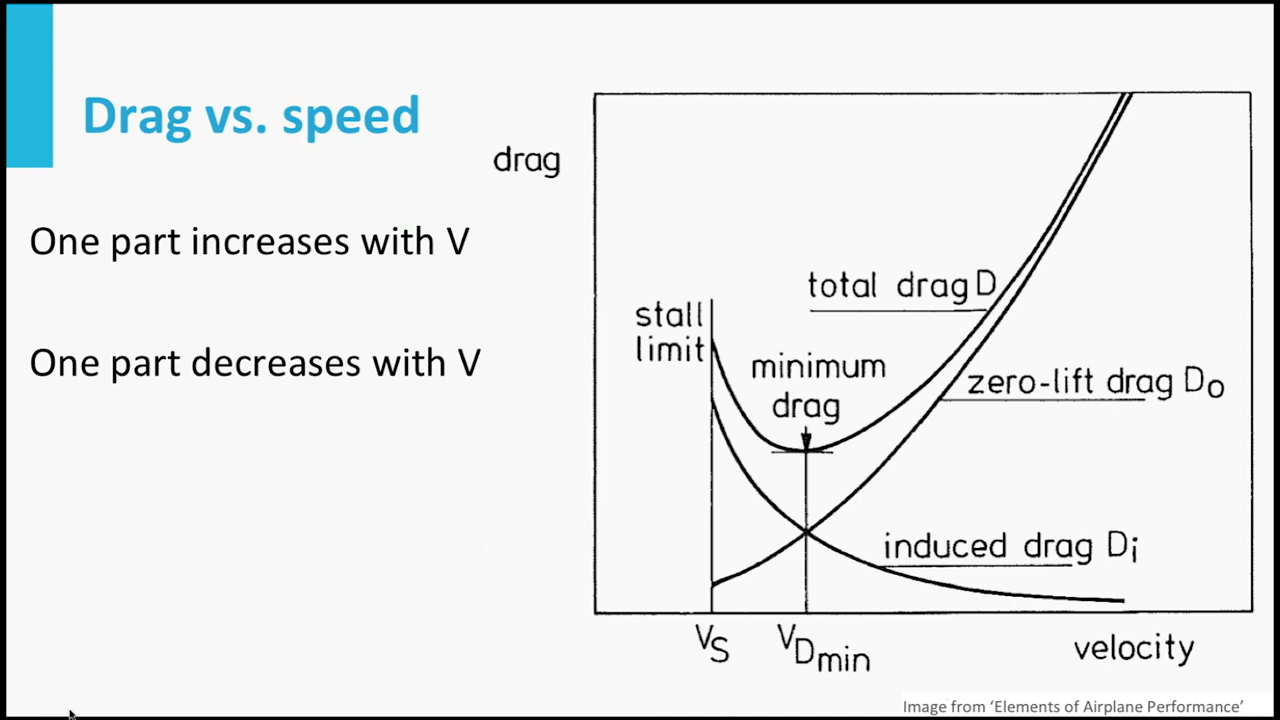 Drag vs. speed
One part increases with V
One part decreases with V
drag
total drag D
stall
limit
minimum
drag
zero-lift drag Do
induced drag Di
VS
VDmin
velocity
Image from ‘Elements of Airplane Performance’